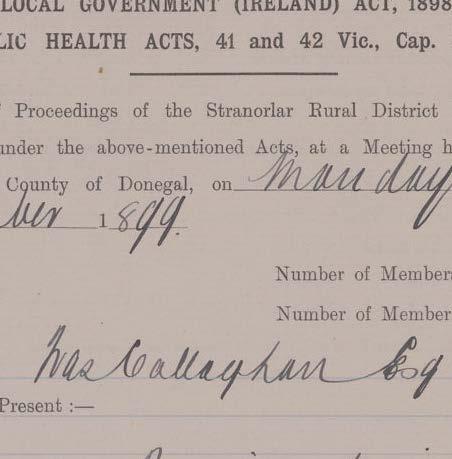 LOCAL GOVERNMENT (IRELAND) ACT, 1898
LIC HEALTH ACTS, 41 and 42 Vic., Cap.
Proceedings of the Stranorlar Rural District
under the above-mentioned Acts, at a Meeting h
County of Donegal, on Monday
ber 1899.
Number of Members
Number of Member
Callaghan Esq
Present :—